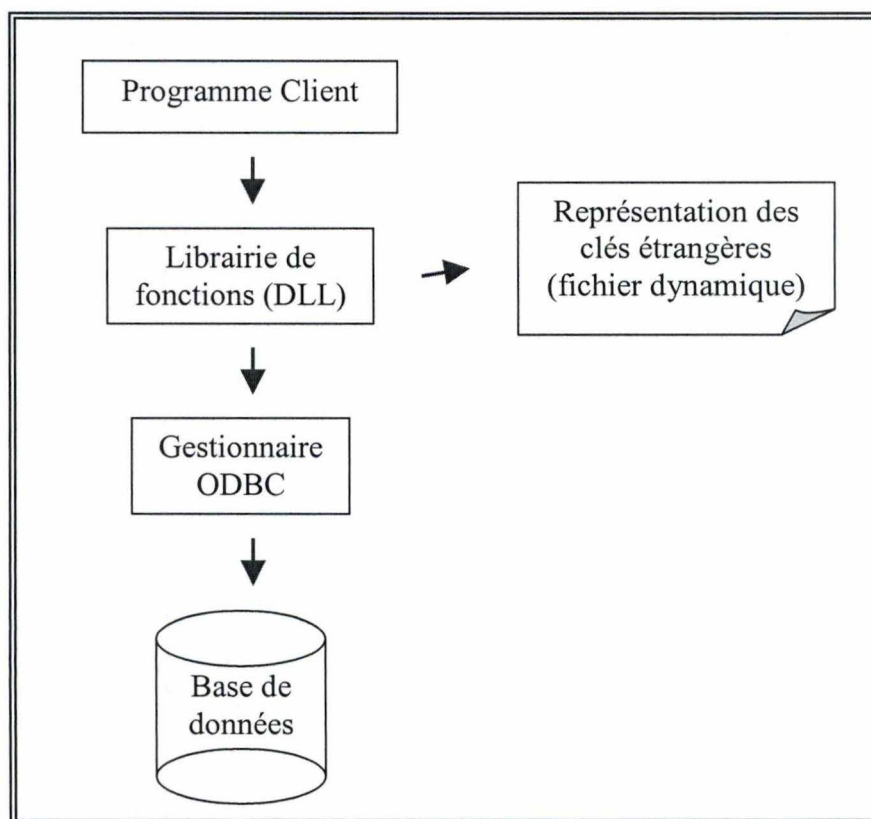 Programme Client
Librairie de
fonctions (DLL)
Représentation des
clés étrangères
(fichier dynamique)
Gestionnaire
ODBC
Base de
données